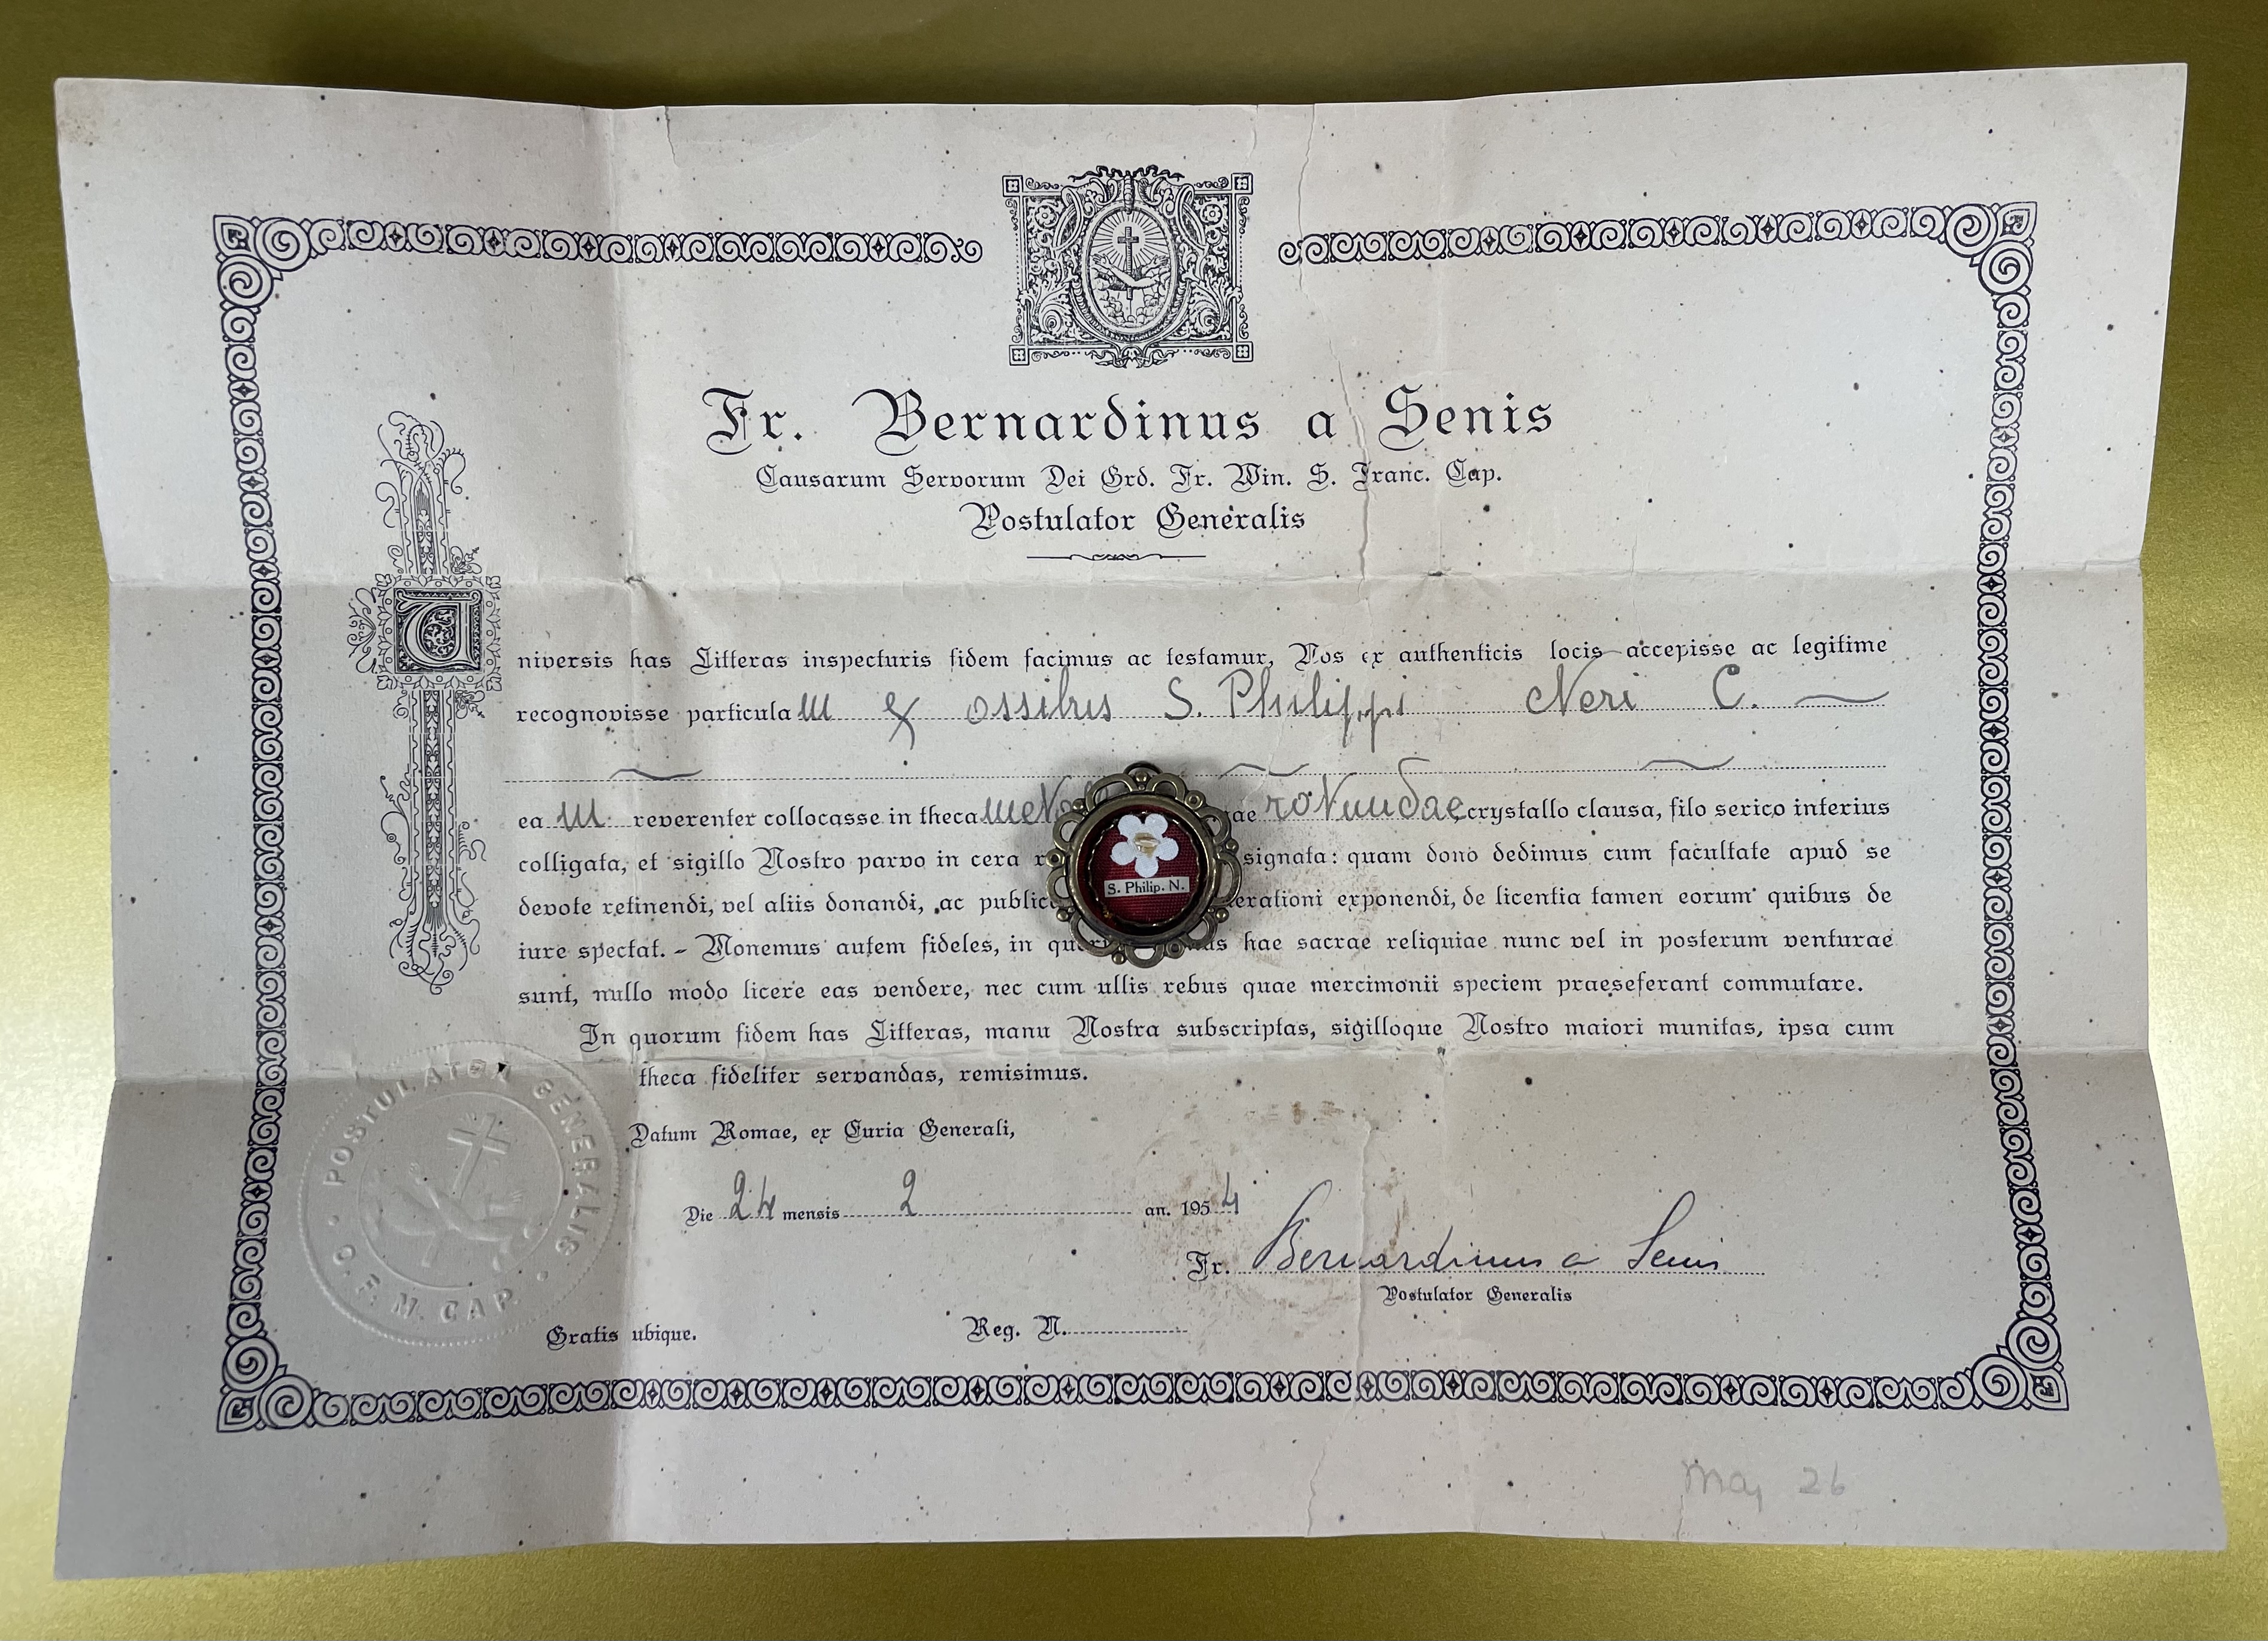 Fr. Bernardinus a Senis
Causarum Servorum Dei Ord. Fr. Min. S. Franc. Cap.
Postulator Generalis
Universis has Litteras inspecturis fidem facimus ac testamur, Nos ex authenticis locis accepisse ac legitime
recognovisse particulam ex ossibus S. Philippi Neri C.
eam reverenter collocasse in theca rotundae crystallo clausa, filo serico interius
colligata, et sigillo Nostro parvo in cera signata: quam dono dedimus cum facultate apud se
devote retinendi, vel aliis donandi, ac exponendi, de licentia tamen eorum quibus de
iure spectat. – Monemus autem fideles, in hae sacrae reliquiae nunc vel in posterum venturae
sunt, nullo modo licere eas vendere, nec cum ullis rebus quae mercimonii speciem praeseferant commutare.
In quorum fidem has Litteras, manu Nostra subscriptas, sigilloque Nostro maiori munitas, ipsa cum
theca fideliter servandas, remisimus.
S. Philip. N.
Datum Romae, ex Curia Generali,
Die 24 mensis 2 an. 1954
Fr. Bernardinus a Senis
Postulator Generalis
Gratis ubique. Reg. N.
POSTULATOR GENERALIS
O. F. M. CAP.
May 26